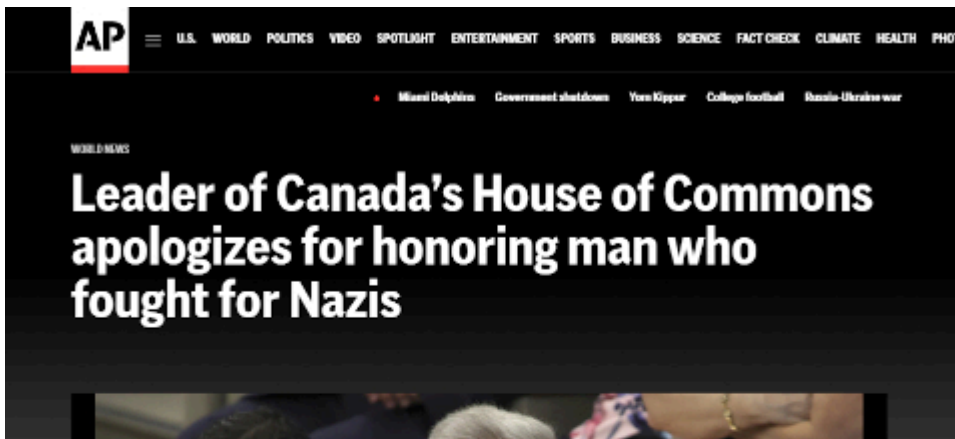 AP
U.S. WORLD POLITICS VIDEO SPOTLIGHT ENTERTAINMENT SPORTS BUSINESS SCIENCE FACT CHECK CLIMATE HEALTH PHO
Miami Dolphins Government shutdown Yom Kippur College football Russia-Ukraine war
WORLD NEWS
Leader of Canada's House of Commons
apologizes for honoring man who
fought for Nazis